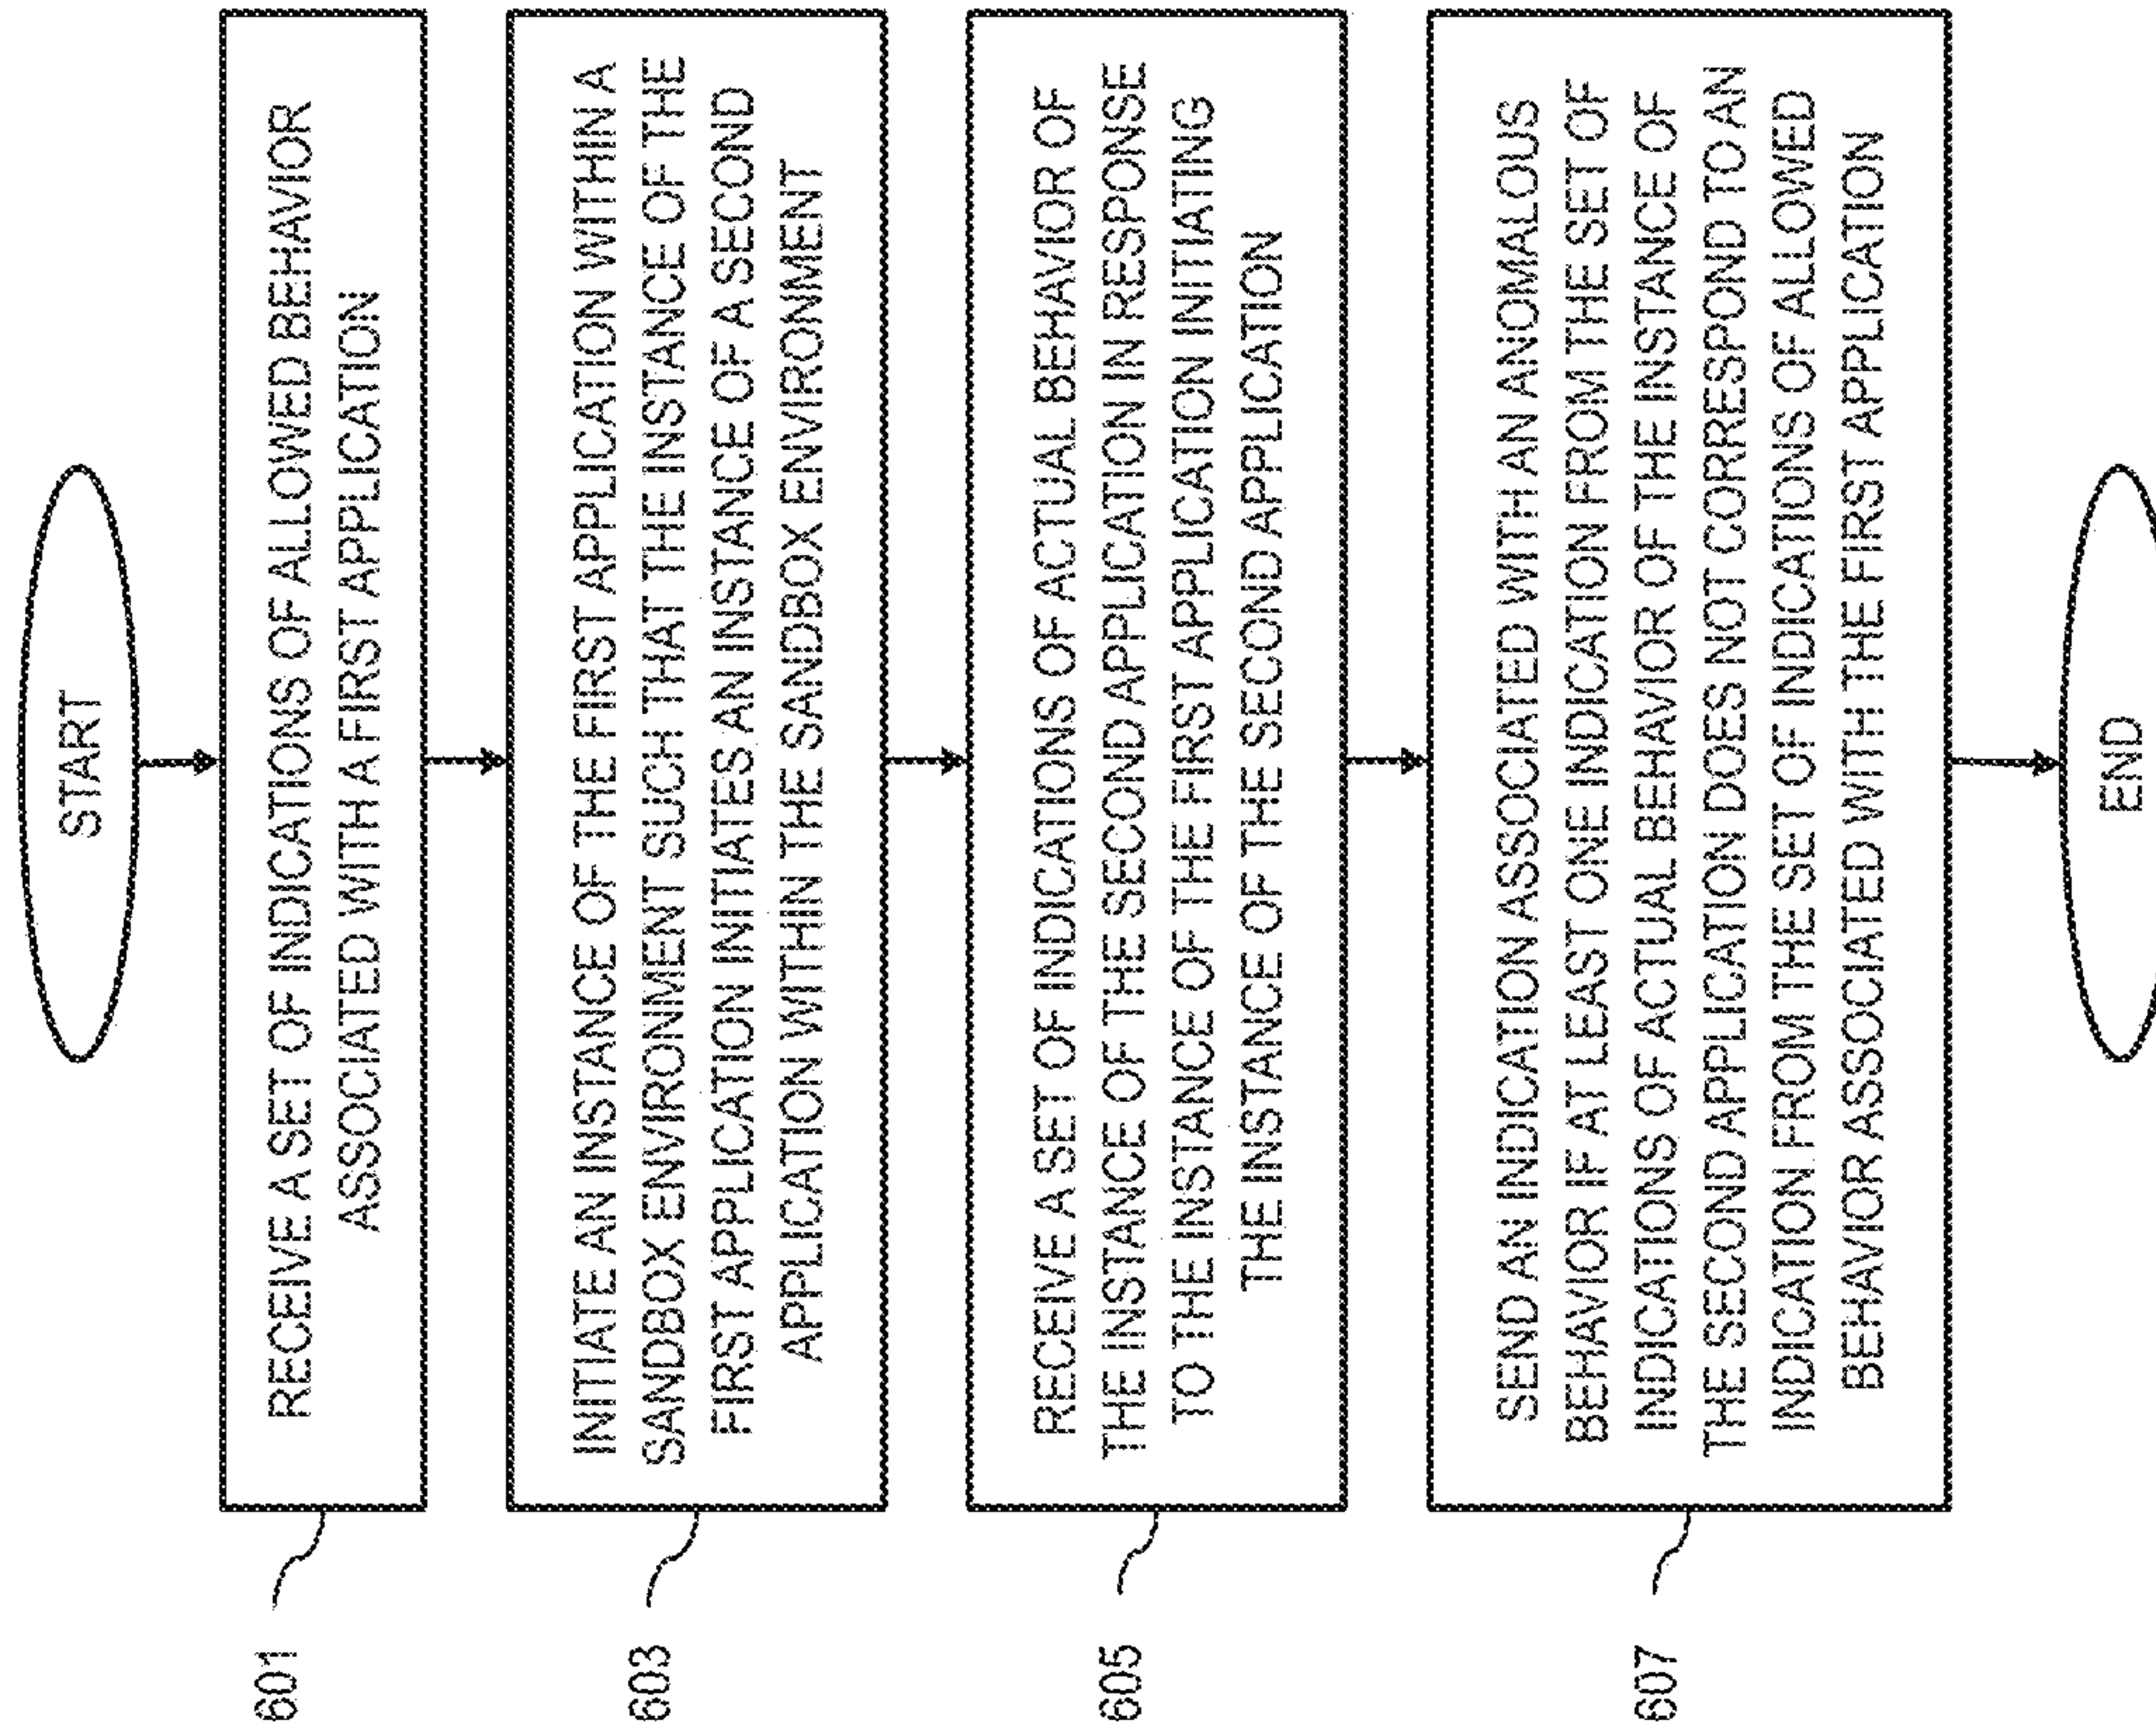 START
601
RECEIVE A SET OF INDICATIONS OF ALLOWED BEHAVIOR
ASSOCIATED WITH A FIRST APPLICATION
603
INITIATE AN INSTANCE OF THE FIRST APPLICATION WITHIN A
SANDBOX ENVIRONMENT SUCH THAT THE INSTANCE OF THE
FIRST APPLICATION INITIATES AN INSTANCE OF A SECOND
APPLICATION WITHIN THE SANDBOX ENVIRONMENT
605
RECEIVE A SET OF INDICATIONS OF ACTUAL BEHAVIOR OF
THE INSTANCE OF THE SECOND APPLICATION IN RESPONSE
TO THE INSTANCE OF THE FIRST APPLICATION INITIATING
THE INSTANCE OF THE SECOND APPLICATION
607
SEND AN INDICATION ASSOCIATED WITH AN ANOMALOUS
BEHAVIOR IF AT LEAST ONE INDICATION FROM THE SET OF
INDICATIONS OF ACTUAL BEHAVIOR OF THE INSTANCE OF
THE SECOND APPLICATION DOES NOT CORRESPOND TO AN
INDICATION FROM THE SET OF INDICATIONS OF ALLOWED
BEHAVIOR ASSOCIATED WITH THE FIRST APPLICATION
END